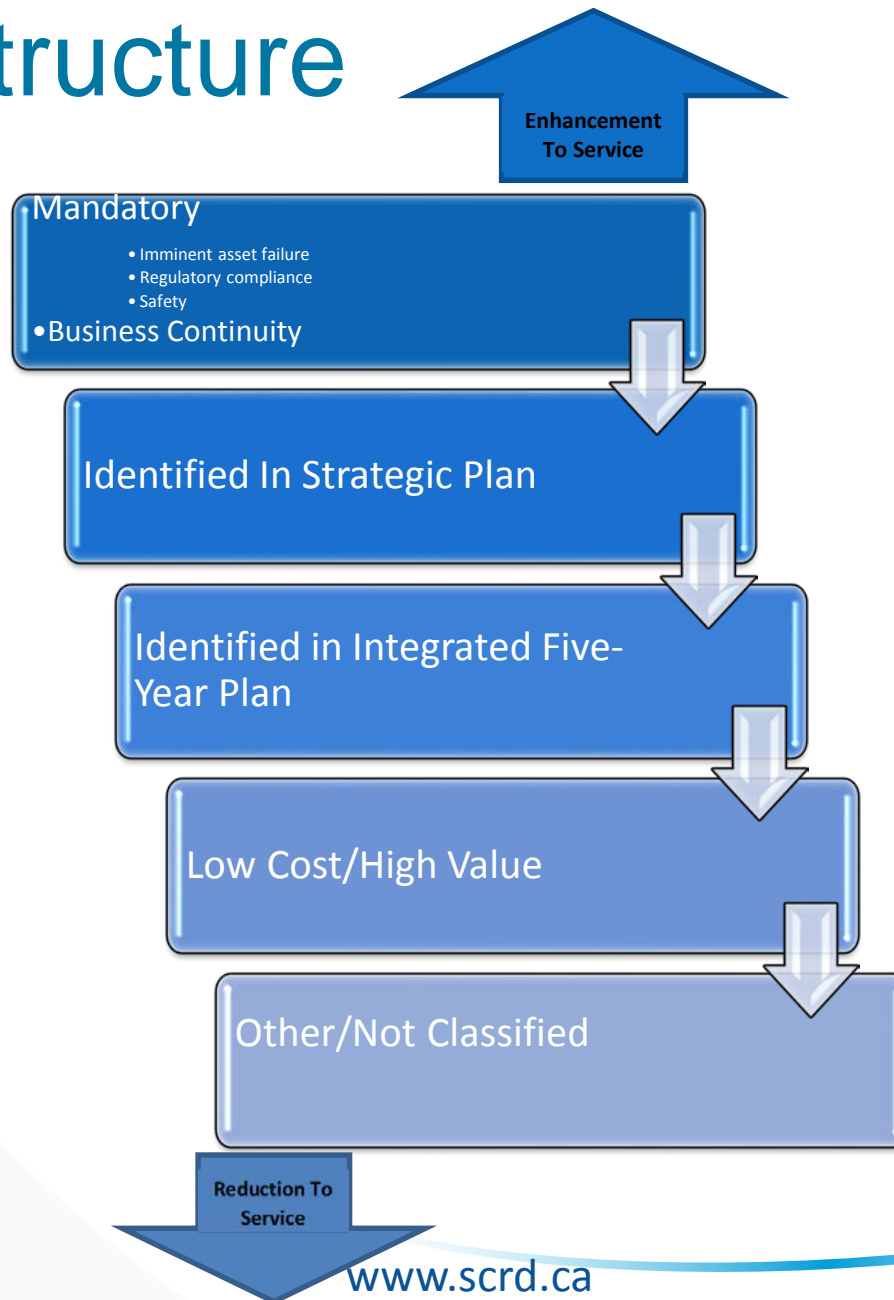 tructure
Enhancement
To Service
Mandatory
• Imminent asset failure
• Regulatory compliance
• Safety
•Business Continuity
Identified In Strategic Plan
Identified in Integrated Five-
Year Plan
Low Cost/High Value
Other/Not Classified
Reduction To
Service
www.scrd.ca